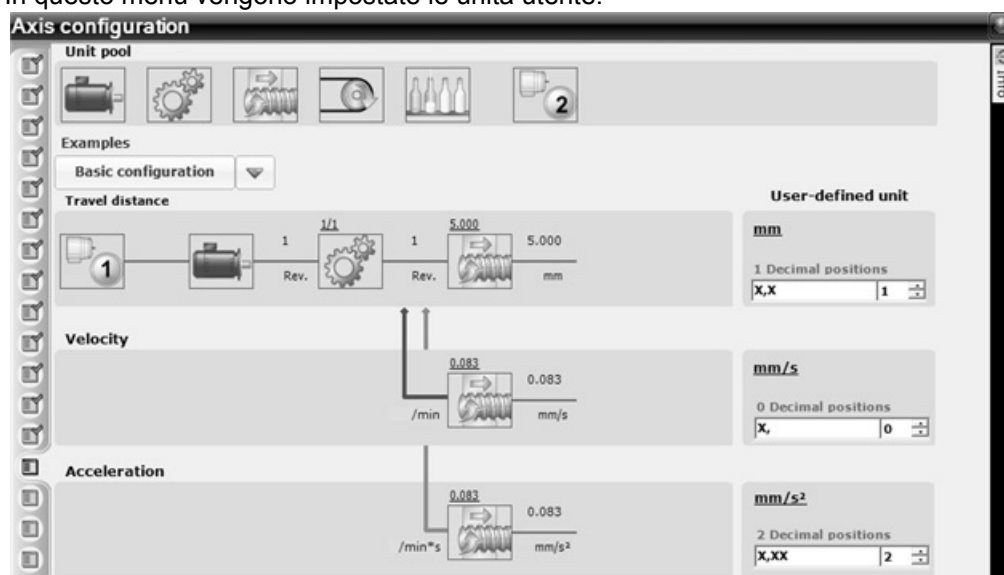 In questo menu vengono impostate le unità utente.
Axis configuration
Unit pool
2
Examples
Basic configuration
Travel distance
User-defined unit
1
1
Rev.
1/1
1
Rev.
5.000
5.000
mm
mm
1 Decimal positions
X,X 1
Velocity
/min
0.083
0.083
mm/s
mm/s
0 Decimal positions
X, 0
Acceleration
/min*s
0.083
0.083
mm/s²
mm/s²
2 Decimal positions
X,XX 2